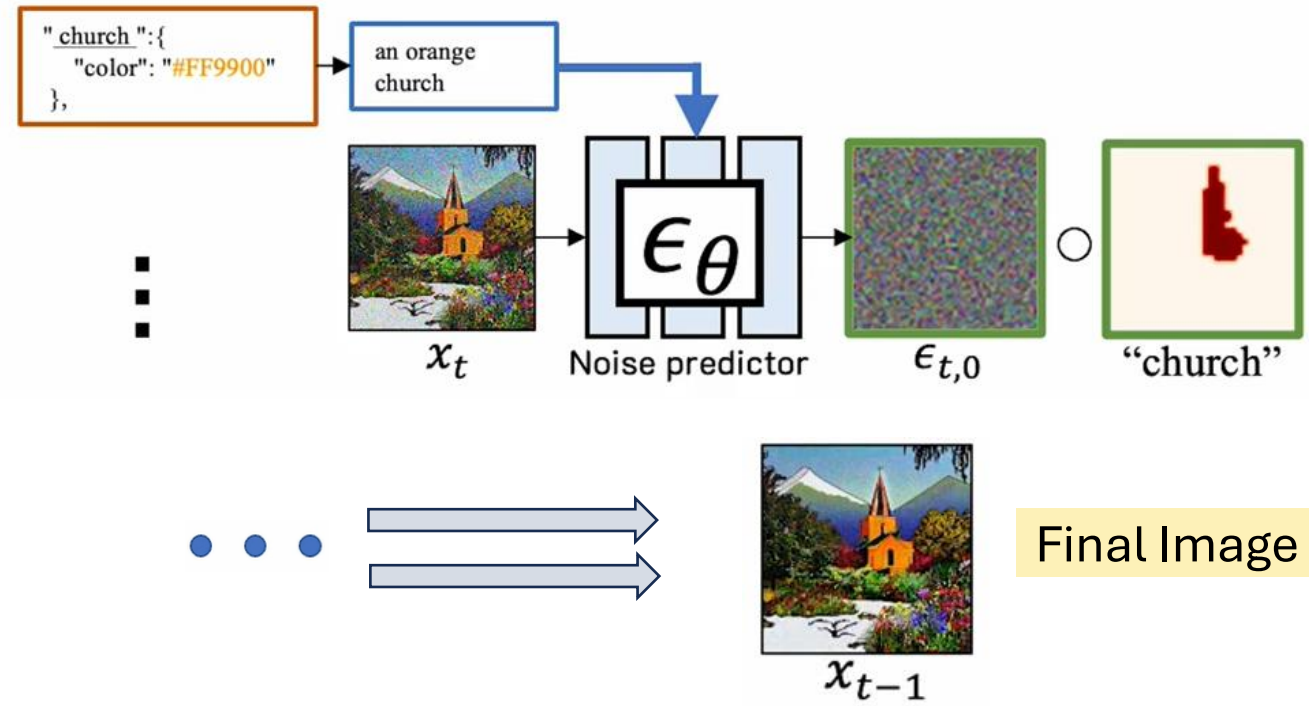 " church ":{
"color": "#FF9900"
},
an orange
church
ϵθ
xₜ
Noise predictor
ϵₜ,₀
“church”
xₜ₋₁
Final Image